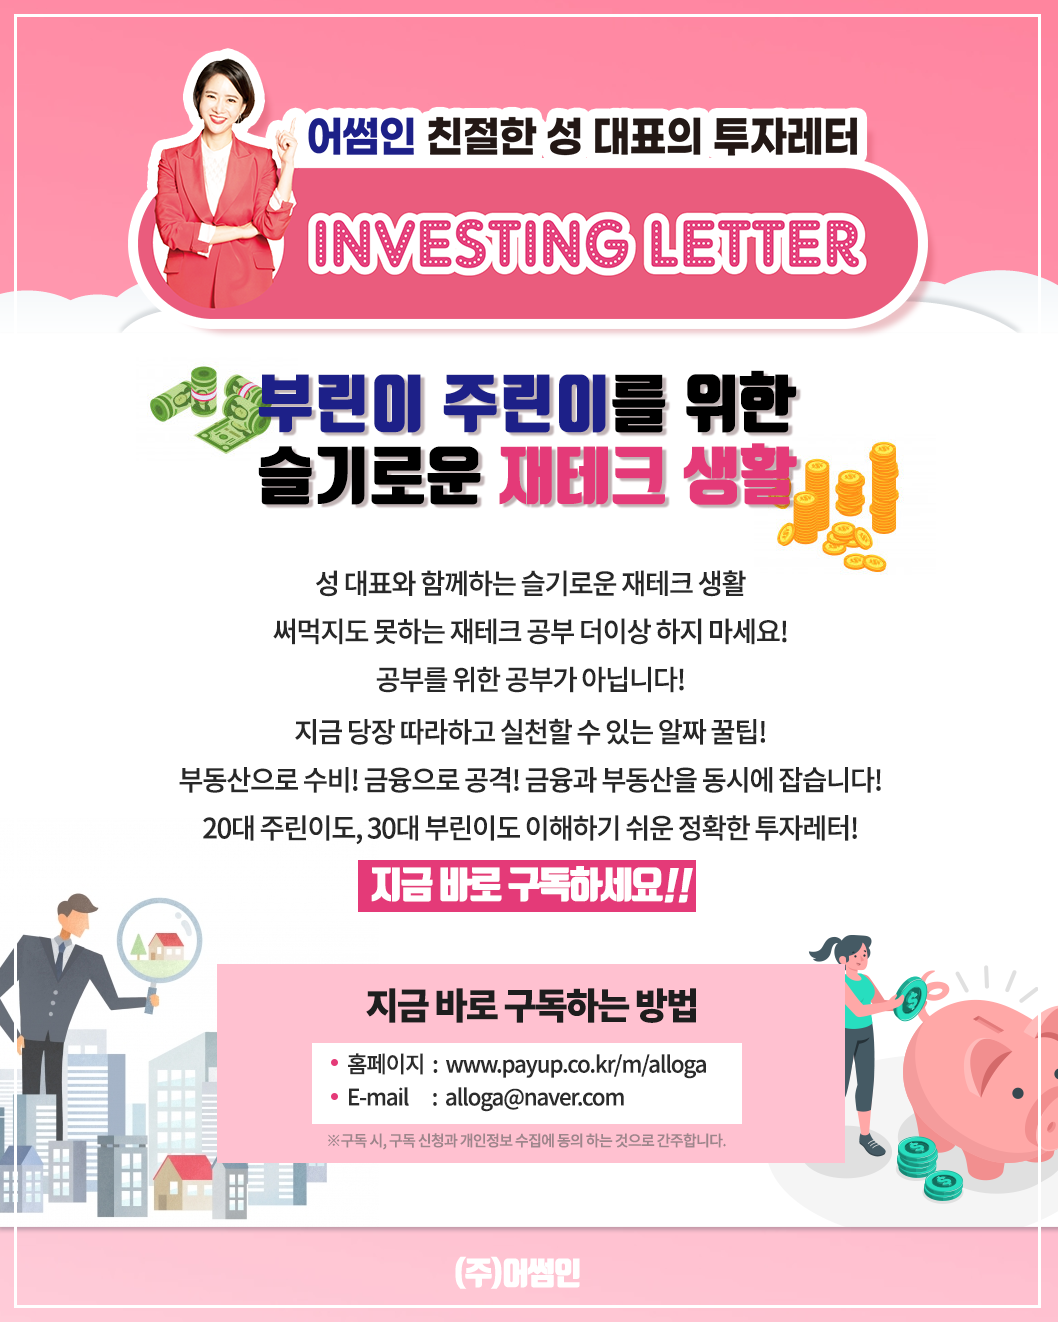 어썸인 친절한 성 대표의 투자레터
INVESTING LETTER
부린이 주린이를 위한
슬기로운 재테크 생활
성 대표와 함께하는 슬기로운 재테크 생활
써먹지도 못하는 재테크 공부 더이상 하지 마세요!
공부를 위한 공부가 아닙니다!
지금 당장 따라하고 실천할 수 있는 알짜 꿀팁!
부동산으로 수비! 금융으로 공격! 금융과 부동산을 동시에 잡습니다!
20대 주린이도, 30대 부린이도 이해하기 쉬운 정확한 투자레터!
지금 바로 구독하세요!!
지금 바로 구독하는 방법
• 홈페이지 : www.payup.co.kr/m/alloga
• E-mail : alloga@naver.com
※구독 시, 구독 신청과 개인정보 수집에 동의 하는 것으로 간주합니다.
(주)어썸인